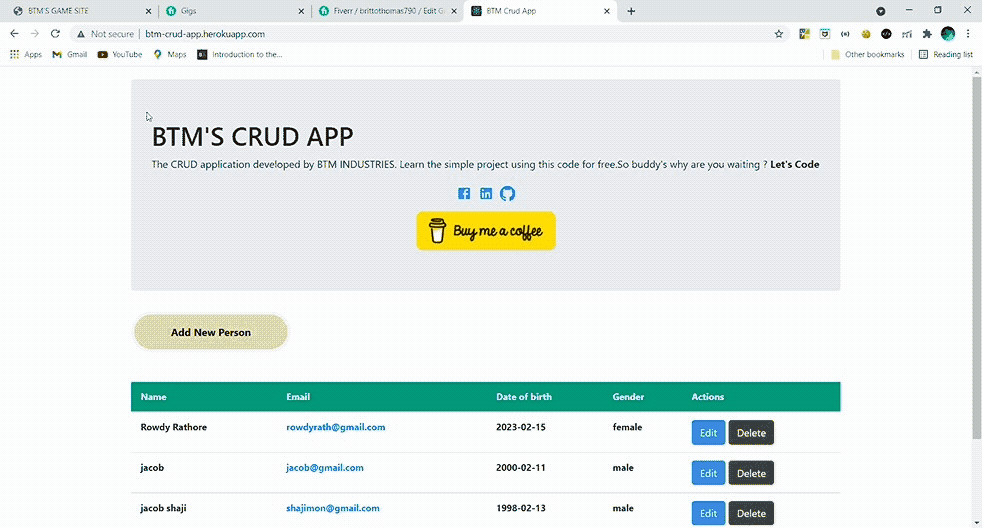 BTM'S GAME SITE
Gigs
Fiverr / brittothomas790 / Edit G
BTM Crud App
Not secure
btm-crud-app.herokuapp.com
Apps
Gmail
YouTube
Maps
Introduction to the...
Other bookmarks
Reading list
BTM'S CRUD APP
The CRUD application developed by BTM INDUSTRIES. Learn the simple project using this code for free.So buddy's why are you waiting ? Let's Code
Buy me a coffee
Add New Person
Name Email Date of birth Gender Actions
Rowdy Rathore rowdyrath@gmail.com 2023-02-15 female Edit Delete
jacob jacob@gmail.com 2000-02-11 male Edit Delete
jacob shaji shajimon@gmail.com 1998-02-13 male Edit Delete